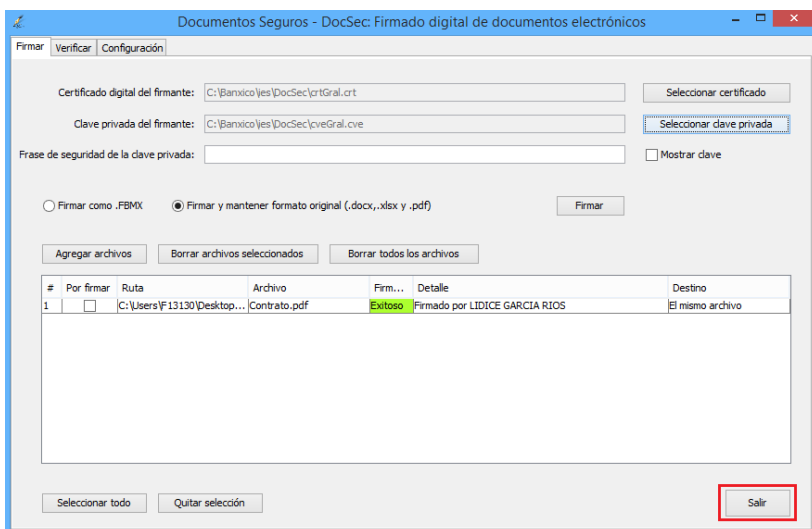 Documentos Seguros - DocSec: Firmado digital de documentos electrónicos
Firmar Verificar Configuración
Certificado digital del firmante: C:\Banxico\ies\DocSec\crtGral.crt Seleccionar certificado
Clave privada del firmante: C:\Banxico\ies\DocSec\cveGral.cve Seleccionar clave privada
Frase de seguridad de la clave privada: Mostrar clave
Firmar como .FBMX Firmar y mantener formato original (.docx,.xlsx y .pdf) Firmar
Agregar archivos Borrar archivos seleccionados Borrar todos los archivos
# Por firmar Ruta Archivo Firm... Detalle Destino
1 C:\Users\F13130\Desktop... Contrato.pdf Exitoso Firmado por LIDICE GARCIA RIOS El mismo archivo
Seleccionar todo Quitar selección Salir